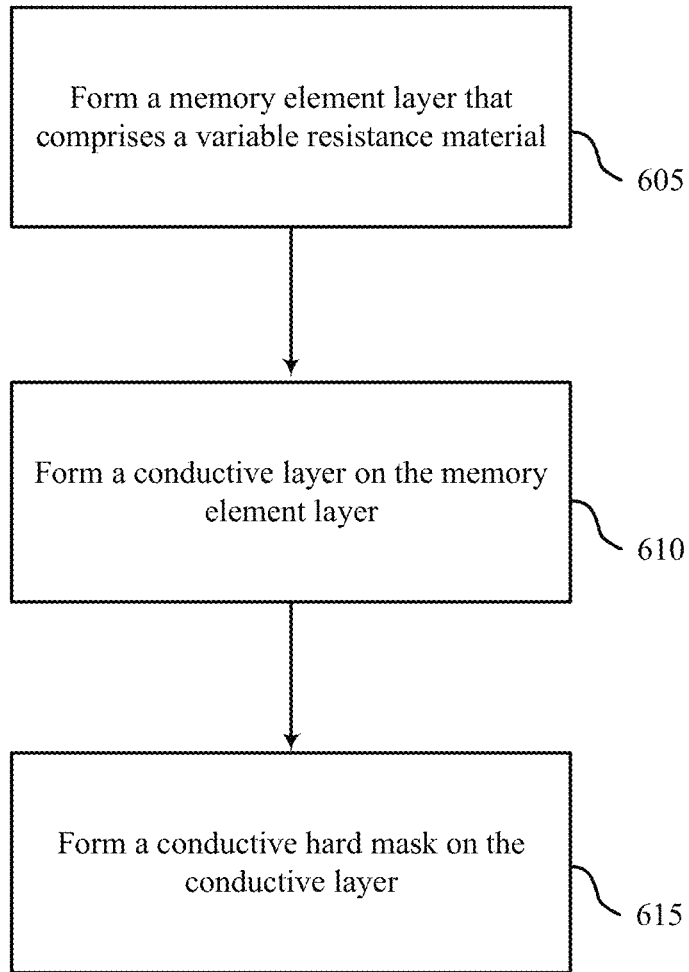 Form a memory element layer that
comprises a variable resistance material
605
Form a conductive layer on the memory
element layer
610
Form a conductive hard mask on the
conductive layer
615